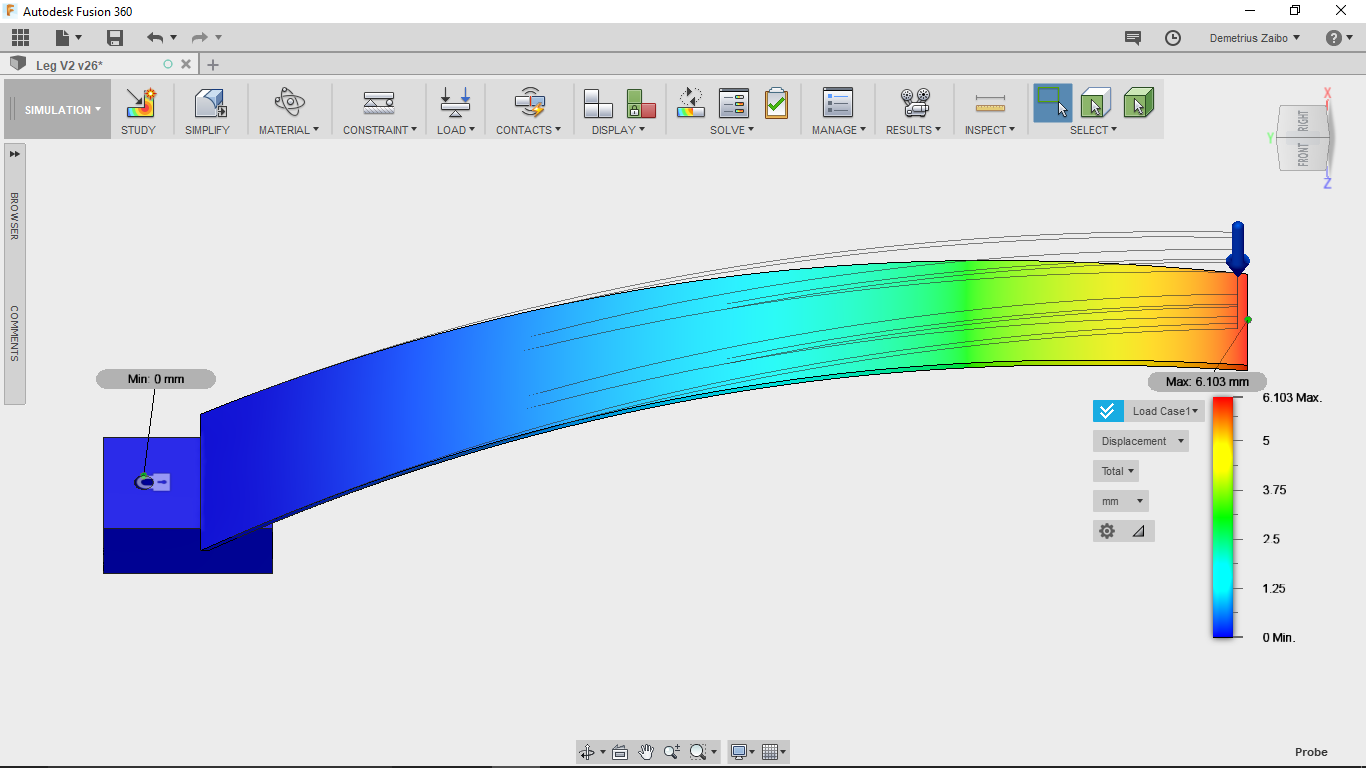 Autodesk Fusion 360
Demetrius Zaibo
?
Leg V2 v26*
SIMULATION
STUDY
SIMPLIFY
MATERIAL
CONSTRAINT
LOAD
CONTACTS
DISPLAY
SOLVE
MANAGE
RESULTS
INSPECT
SELECT
X
Y
RIGHT
FRONT
Z
BROWSER
COMMENTS
Min: 0 mm
Max: 6.103 mm
Load Case1
Displacement
Total
mm
6.103 Max.
5
3.75
2.5
1.25
0 Min.
Probe